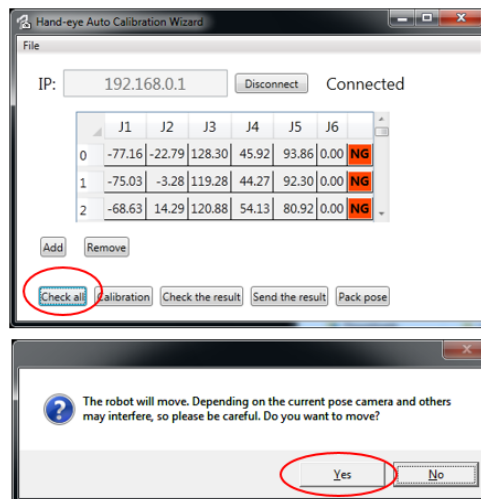 Hand-eye Auto Calibration Wizard
File
IP: 192.168.0.1 Disconnect Connected
J1 J2 J3 J4 J5 J6
0 -77.16 -22.79 128.30 45.92 93.86 0.00 NG
1 -75.03 -3.28 119.28 44.27 92.30 0.00 NG
2 -68.63 14.29 120.88 54.13 80.92 0.00 NG
Add Remove
Check all Calibration Check the result Send the result Pack pose
The robot will move. Depending on the current pose camera and others
may interfere, so please be careful. Do you want to move?
Yes No